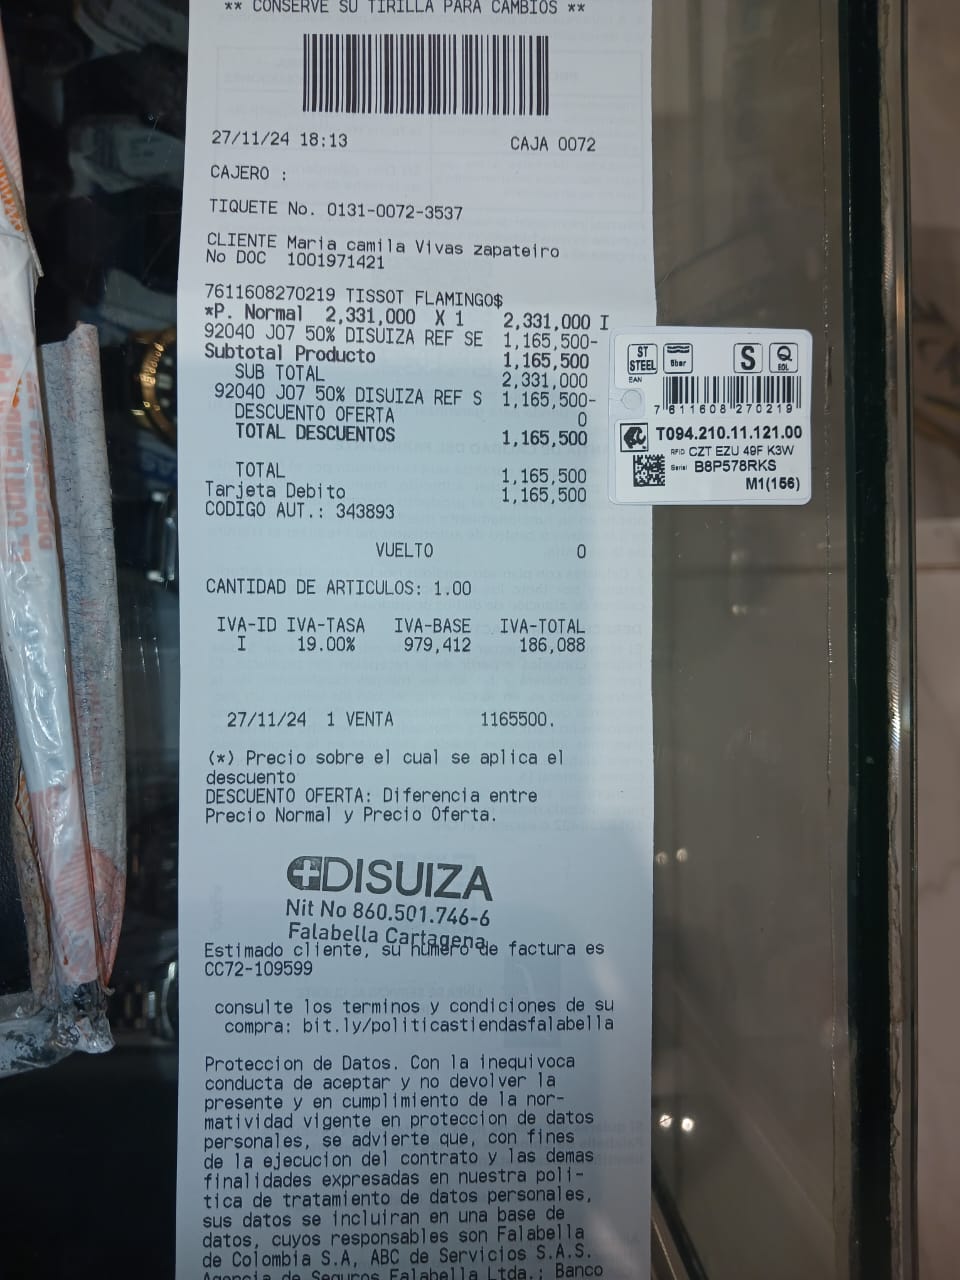 ** CONSERVE SU TIRILLA PARA CAMBIOS **
27/11/24 18:13 CAJA 0072
CAJERO :
TIQUETE No. 0131-0072-3537
CLIENTE Maria camila Vivas zapateiro
No DOC 1001971421
7611608270219 TISSOT FLAMINGO$
*P. Normal 2,331,000 X 1 2,331,000 I
92040 J07 50% DISUIZA REF SE 1,165,500-
Subtotal Producto 1,165,500
SUB TOTAL 2,331,000
92040 J07 50% DISUIZA REF S 1,165,500-
DESCUENTO OFERTA 0
TOTAL DESCUENTOS 1,165,500
TOTAL 1,165,500
Tarjeta Debito 1,165,500
CODIGO AUT.: 343893
VUELTO 0
CANTIDAD DE ARTICULOS: 1.00
IVA-ID IVA-TASA IVA-BASE IVA-TOTAL
I 19.00% 979,412 186,088
27/11/24 1 VENTA 1165500.
(*) Precio sobre el cual se aplica el
descuento
DESCUENTO OFERTA: Diferencia entre
Precio Normal y Precio Oferta.
DISUIZA
Nit No 860.501.746-6
Falabella Cartagena
Estimado cliente, su numero de factura es
CC72-109599
consulte los terminos y condiciones de su
compra: bit.ly/politicastiendasfalabella
Proteccion de Datos. Con la inequivoca
conducta de aceptar y no devolver la
presente y en cumplimiento de la nor-
matividad vigente en proteccion de datos
personales, se advierte que, con fines
de la ejecucion del contrato y las demas
finalidades expresadas en nuestra poli-
tica de tratamiento de datos personales,
sus datos se incluiran en una base de
datos, cuyos responsables son Falabella
de Colombia S.A, ABC de Servicios S.A.S.
Agencia de Seguros Falabella Ltda.; Banco
ST STEEL 5bar S Q EOL
EAN
7 611608 270219
T094.210.11.121.00
RFID CZT EZU 49F K3W
Serial B8P578RKS
M1(156)